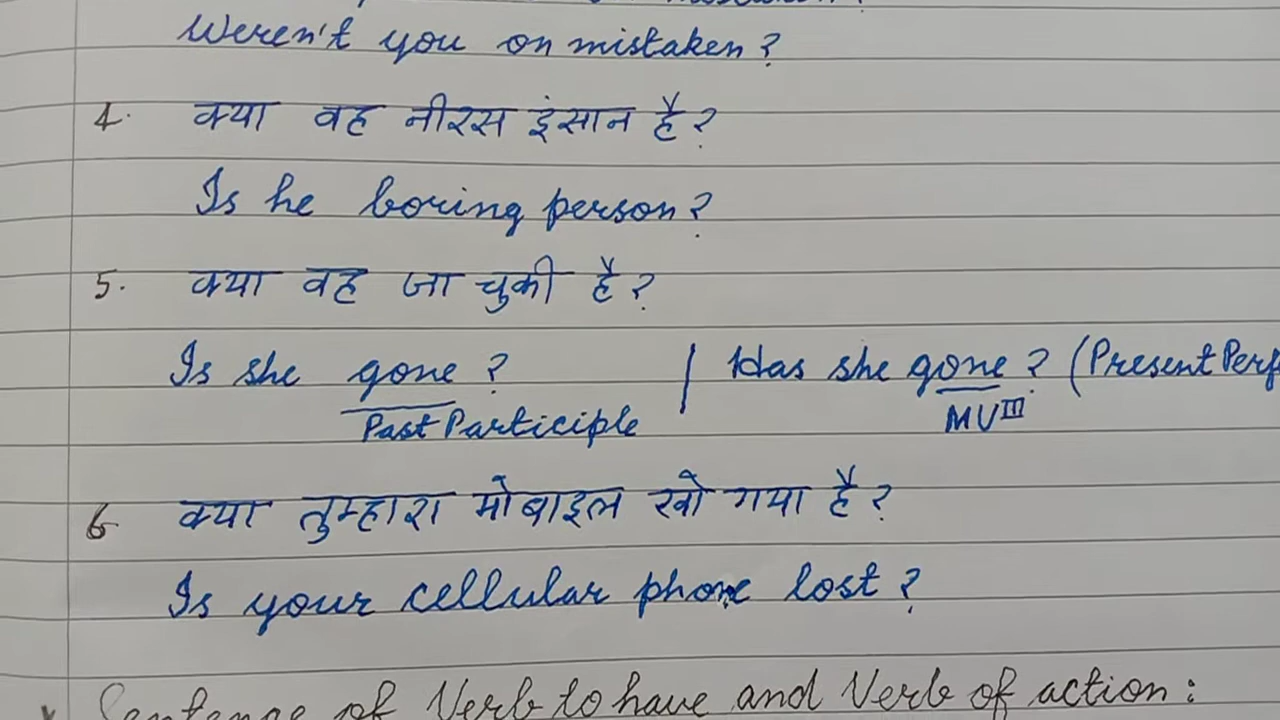 Weren't you on mistaken?
4. क्या वह नीरस इंसान है?
Is he boring person?
5. क्या वह जा चुकी है?
Is she gone? | Has she gone? (Present Perf
Past Participle MVIII
6 क्या तुम्हारा मोबाइल खो गया है?
Is your cellular phone lost?
Sentence of Verb to have and Verb of action: